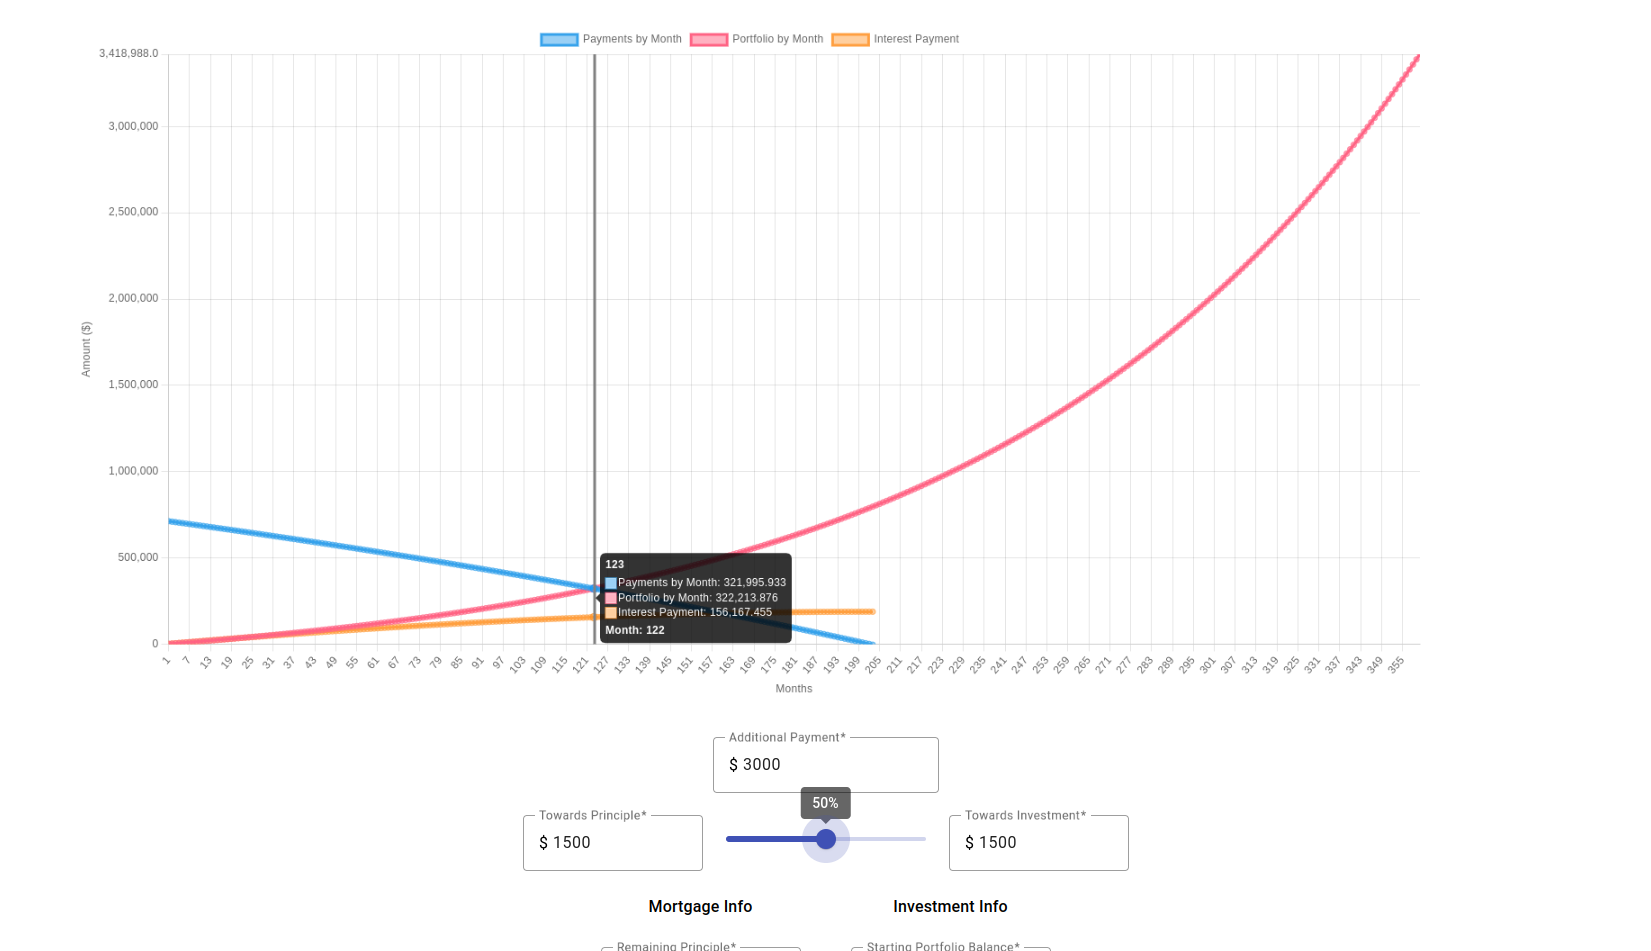 Payments by Month Portfolio by Month Interest Payment
3,418,988.0
3,000,000
2,500,000
2,000,000
1,500,000
1,000,000
500,000
0
Amount ($)
123
Payments by Month: 321,995.933
Portfolio by Month: 322,213.876
Interest Payment: 156,167.455
Month: 122
1 7 13 19 25 31 37 43 49 55 61 67 73 79 85 91 97 103 109 115 121 127 133 139 145 151 157 163 169 175 181 187 193 199 205 211 217 223 229 235 241 247 253 259 265 271 277 283 289 295 301 307 313 319 325 331 337 343 349 355
Months
Additional Payment*
$ 3000
50%
Towards Principle*
$ 1500
Towards Investment*
$ 1500
Mortgage Info Investment Info
Remaining Principle* Starting Portfolio Balance*